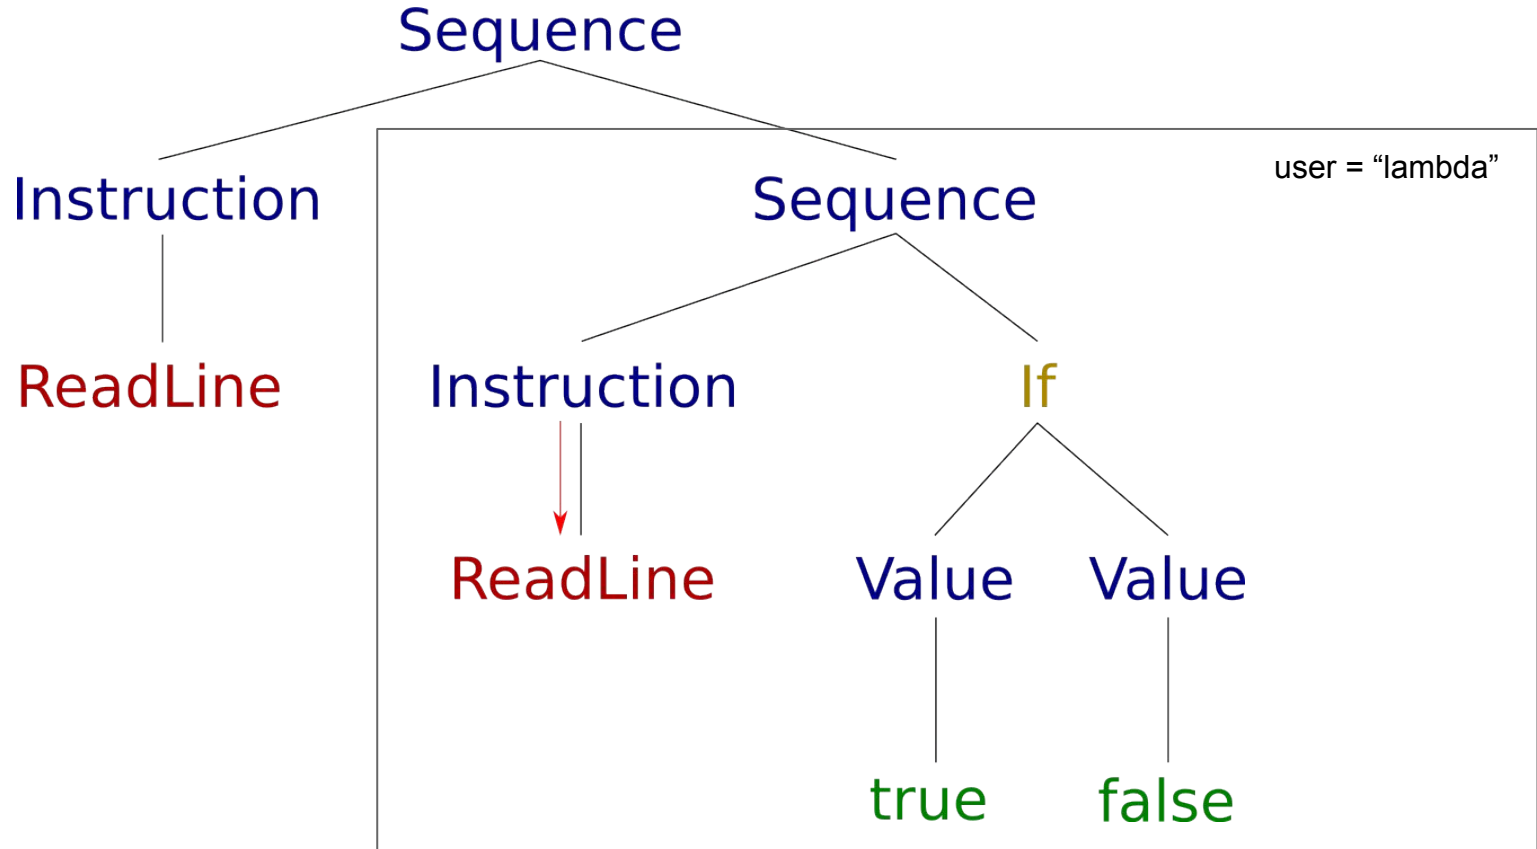 Sequence
user = “lambda”
Instruction
Sequence
ReadLine
Instruction
If
ReadLine
Value
Value
true
false